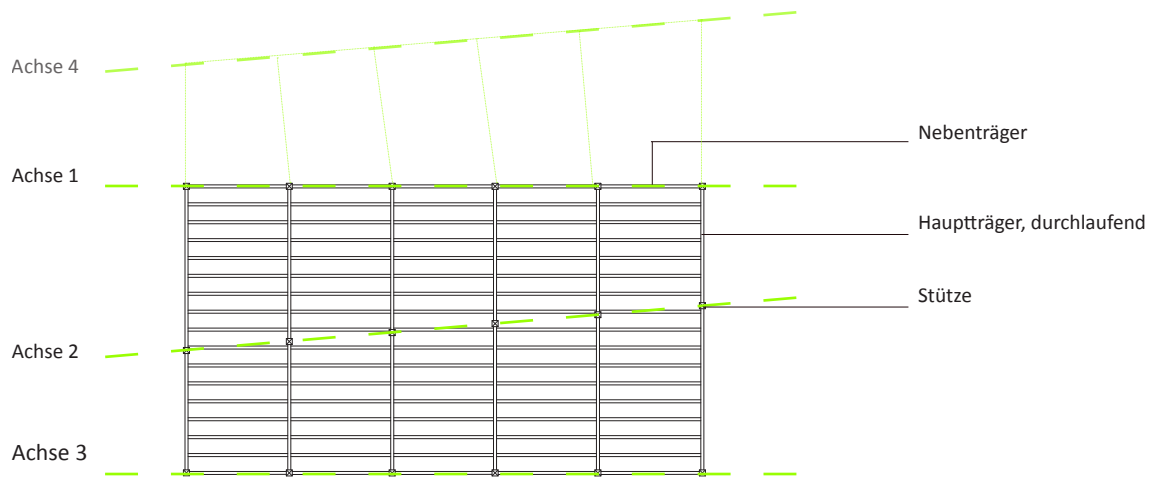 Achse 4
Nebenträger
Achse 1
Hauptträger, durchlaufend
Stütze
Achse 2
Achse 3